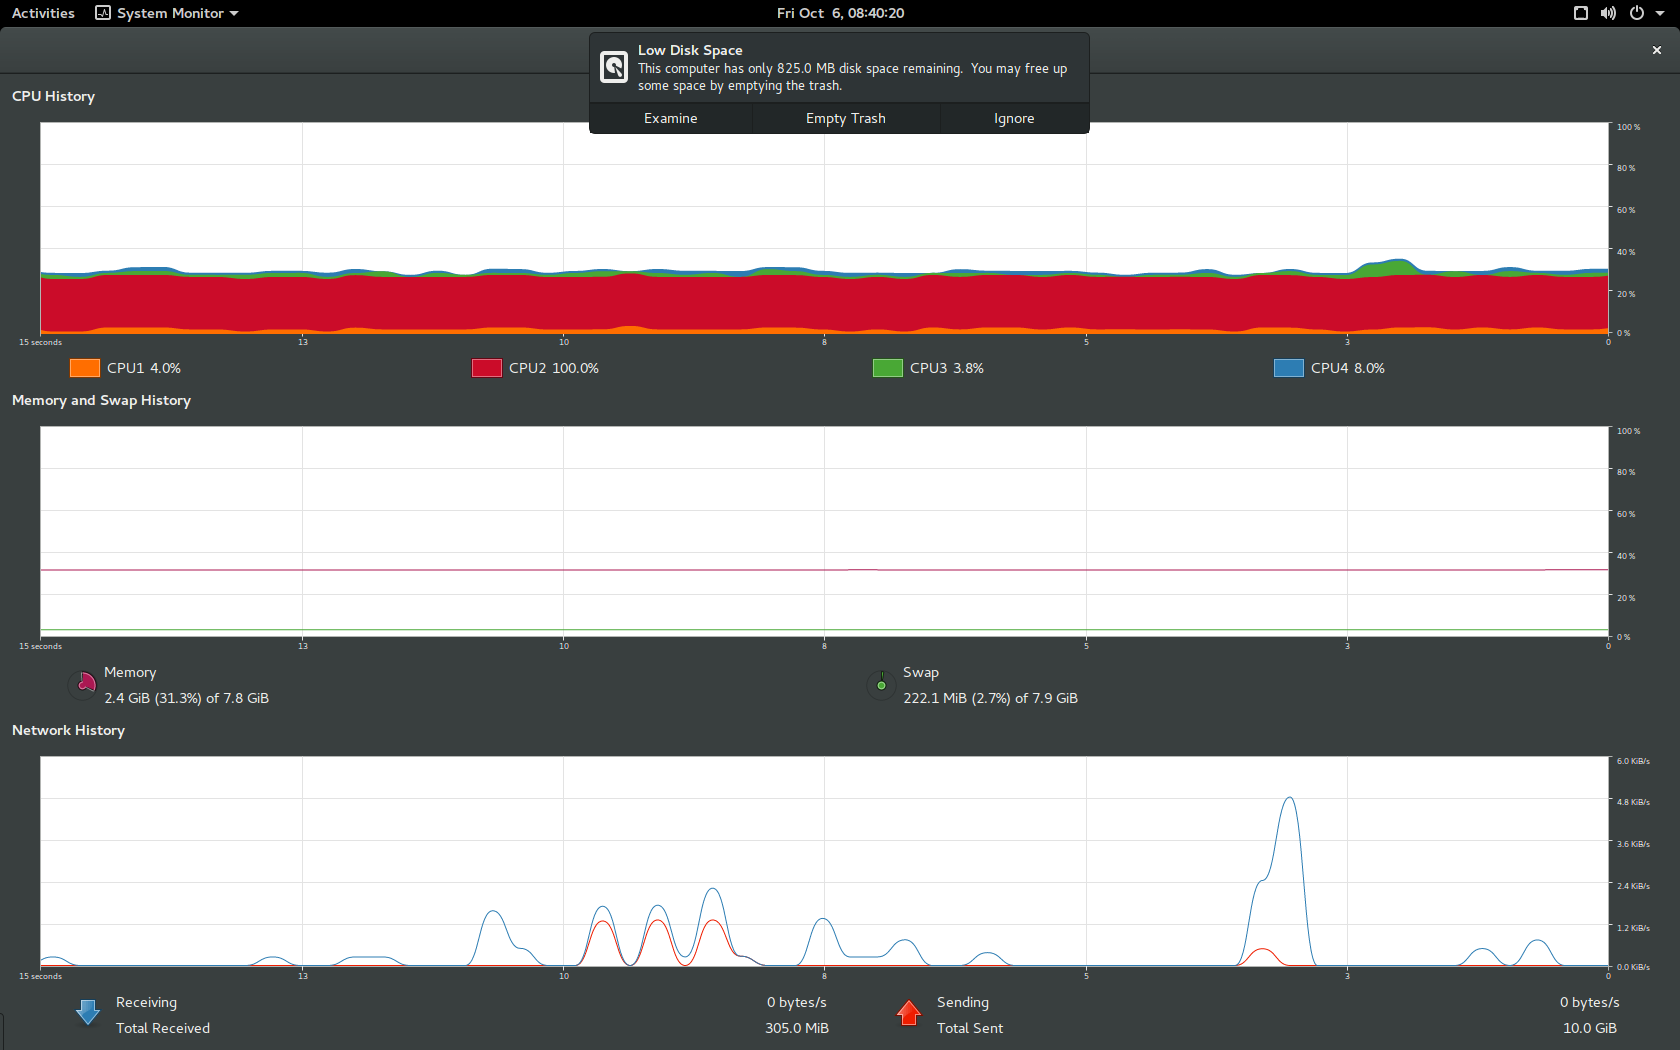 Activities System Monitor Fri Oct 6, 08:40:20
Low Disk Space
This computer has only 825.0 MB disk space remaining. You may free up
some space by emptying the trash.
Examine Empty Trash Ignore
CPU History
100 %
80 %
60 %
40 %
20 %
0 %
15 seconds 13 10 8 5 3 0
CPU1 4.0% CPU2 100.0% CPU3 3.8% CPU4 8.0%
Memory and Swap History
100 %
80 %
60 %
40 %
20 %
0 %
15 seconds 13 10 8 5 3 0
Memory Swap
2.4 GiB (31.3%) of 7.8 GiB 222.1 MiB (2.7%) of 7.9 GiB
Network History
6.0 KiB/s
4.8 KiB/s
3.6 KiB/s
2.4 KiB/s
1.2 KiB/s
0.0 KiB/s
15 seconds 13 10 8 5 3 0
Receiving 0 bytes/s Sending 0 bytes/s
Total Received 305.0 MiB Total Sent 10.0 GiB